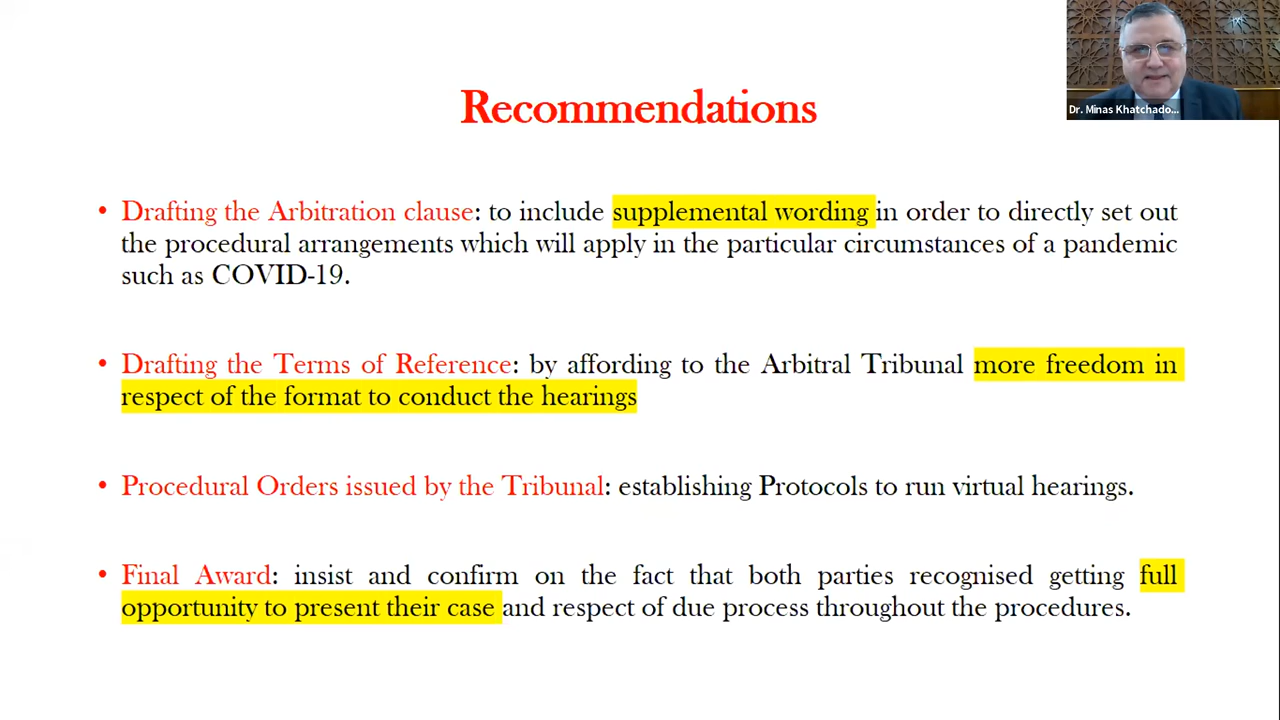 Dr. Minas Khatchado...
Recommendations
• Drafting the Arbitration clause: to include supplemental wording in order to directly set out
the procedural arrangements which will apply in the particular circumstances of a pandemic
such as COVID-19.
• Drafting the Terms of Reference: by affording to the Arbitral Tribunal more freedom in
respect of the format to conduct the hearings
• Procedural Orders issued by the Tribunal: establishing Protocols to run virtual hearings.
• Final Award: insist and confirm on the fact that both parties recognised getting full
opportunity to present their case and respect of due process throughout the procedures.